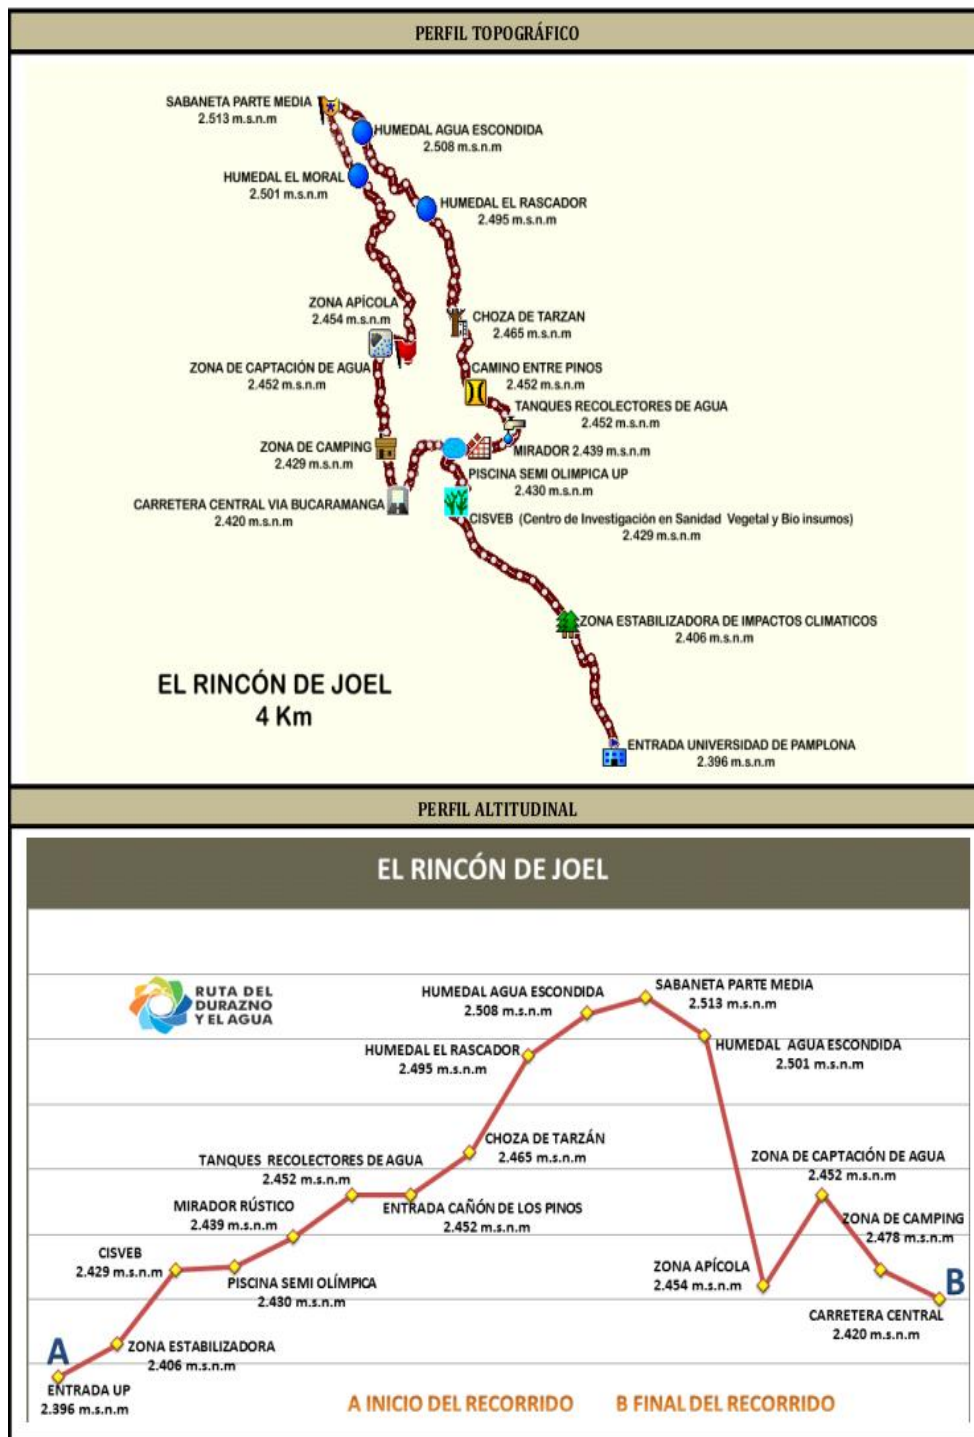 PERFIL TOPOGRÁFICO
SABANETA PARTE MEDIA
2.513 m.s.n.m
HUMEDAL AGUA ESCONDIDA
2.508 m.s.n.m
HUMEDAL EL MORAL
2.501 m.s.n.m
HUMEDAL EL RASCADOR
2.495 m.s.n.m
ZONA APÍCOLA
2.454 m.s.n.m
CHOZA DE TARZAN
2.465 m.s.n.m
ZONA DE CAPTACIÓN DE AGUA
2.452 m.s.n.m
CAMINO ENTRE PINOS
2.452 m.s.n.m
TANQUES RECOLECTORES DE AGUA
2.452 m.s.n.m
ZONA DE CAMPING
2.429 m.s.n.m
MIRADOR 2.439 m.s.n.m
PISCINA SEMI OLIMPICA UP
2.430 m.s.n.m
CARRETERA CENTRAL VIA BUCARAMANGA
2.420 m.s.n.m
CISVEB (Centro de Investigación en Sanidad Vegetal y Bio insumos)
2.429 m.s.n.m
ZONA ESTABILIZADORA DE IMPACTOS CLIMATICOS
2.406 m.s.n.m
EL RINCÓN DE JOEL
4 Km
ENTRADA UNIVERSIDAD DE PAMPLONA
2.396 m.s.n.m
PERFIL ALTITUDINAL
EL RINCÓN DE JOEL
RUTA DEL
DURAZNO
Y EL AGUA
HUMEDAL AGUA ESCONDIDA
2.508 m.s.n.m
SABANETA PARTE MEDIA
2.513 m.s.n.m
HUMEDAL EL RASCADOR
2.495 m.s.n.m
HUMEDAL AGUA ESCONDIDA
2.501 m.s.n.m
CHOZA DE TARZÁN
2.465 m.s.n.m
TANQUES RECOLECTORES DE AGUA
2.452 m.s.n.m
ZONA DE CAPTACIÓN DE AGUA
2.452 m.s.n.m
MIRADOR RÚSTICO
2.439 m.s.n.m
ENTRADA CAÑÓN DE LOS PINOS
2.452 m.s.n.m
ZONA DE CAMPING
2.478 m.s.n.m
CISVEB
2.429 m.s.n.m
PISCINA SEMI OLÍMPICA
2.430 m.s.n.m
ZONA APÍCOLA
2.454 m.s.n.m
B
CARRETERA CENTRAL
2.420 m.s.n.m
A
ZONA ESTABILIZADORA
2.406 m.s.n.m
ENTRADA UP
2.396 m.s.n.m
A INICIO DEL RECORRIDO B FINAL DEL RECORRIDO